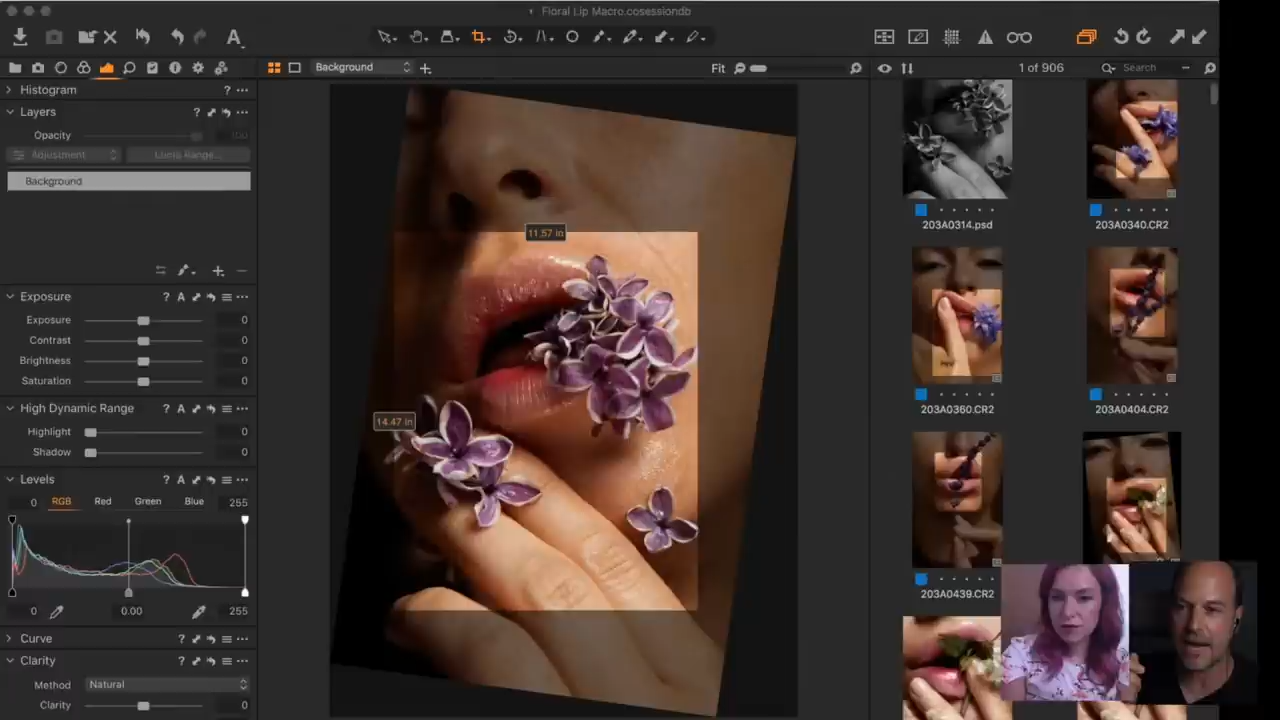 Floral Lip Macro.cosessiondb
Background
Fit
1 of 906
Search
Histogram
Layers
Opacity
100
Adjustment
Luma Range...
Background
Exposure
Exposure 0
Contrast 0
Brightness 0
Saturation 0
High Dynamic Range
Highlight 0
Shadow 0
Levels
0 RGB Red Green Blue 255
0 0.00 255
Curve
Clarity
Method Natural
Clarity 0
11.57 in
14.47 in
203A0314.psd
203A0340.CR2
203A0360.CR2
203A0404.CR2
203A0439.CR2